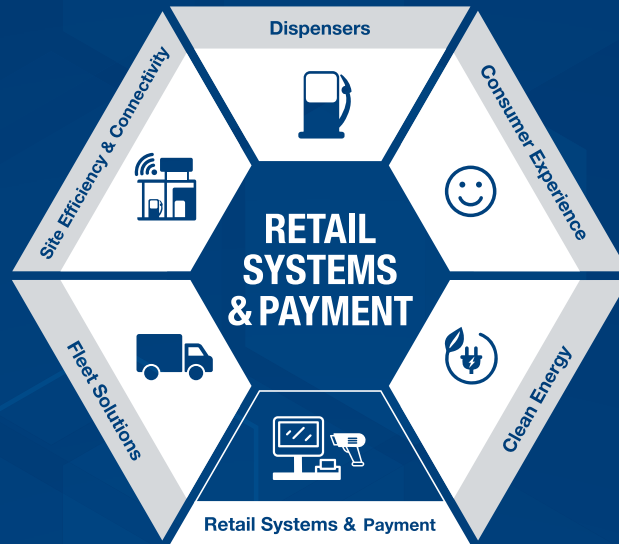 Dispensers
Site Efficiency & Connectivity
Consumer Experience
RETAIL
SYSTEMS
& PAYMENT
Fleet Solutions
Clean Energy
Retail Systems & Payment